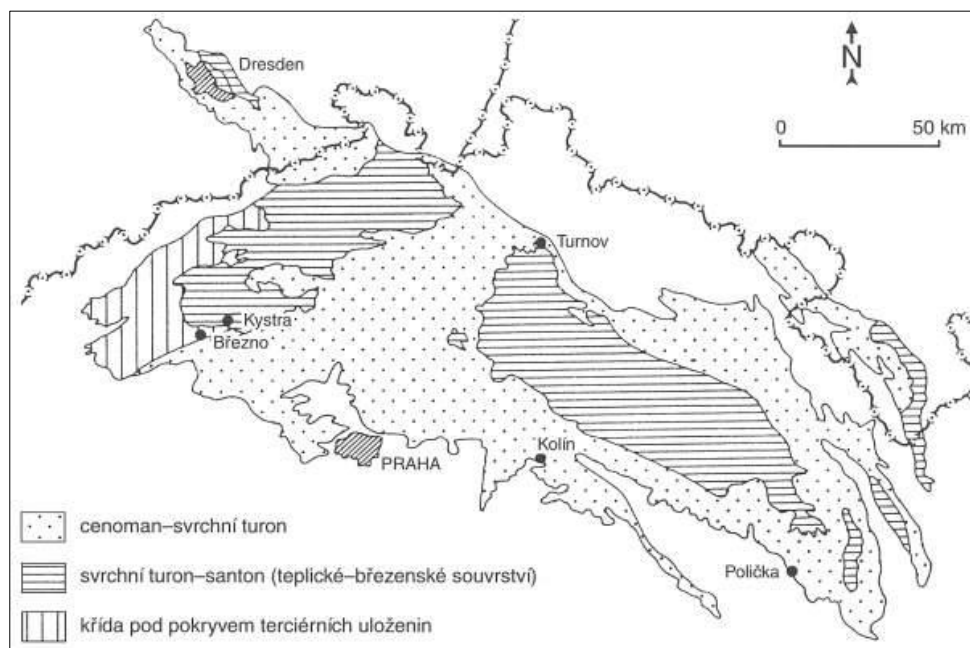 Dresden
N
0 50 km
Turnov
Kystra
Březno
Kolín
PRAHA
Polička
cenoman–svrchní turon
svrchní turon–santon (teplické–březenské souvrství)
křída pod pokryvem terciérních uloženin